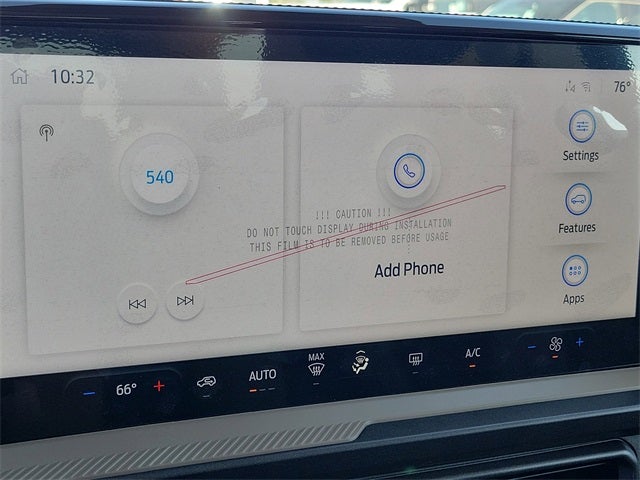 10:32
76°
540
Settings
Features
Apps
!!! CAUTION !!!
DO NOT TOUCH DISPLAY DURING INSTALLATION
THIS FILM IS TO BE REMOVED BEFORE USAGE
Add Phone
66°
AUTO
MAX
A/C